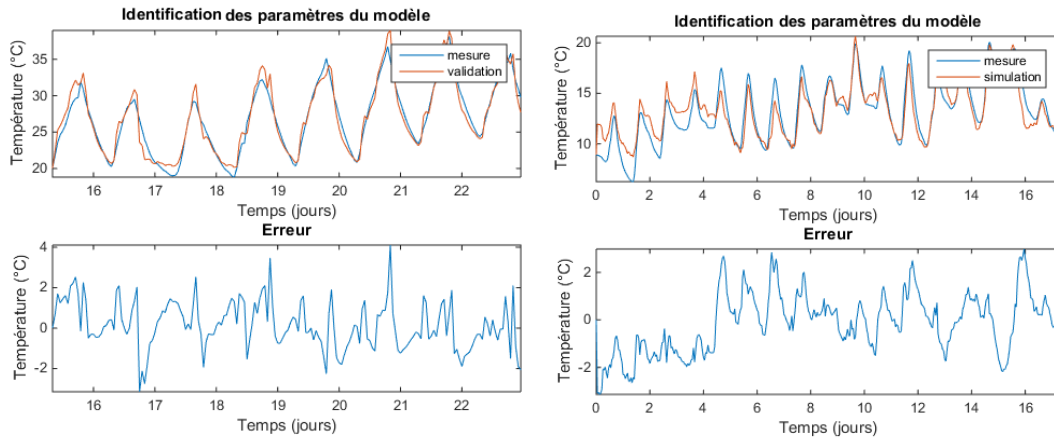 Identification des paramètres du modèle
Température (°C)
35
30
25
20
mesure
validation
16
17
18
19
20
21
22
Temps (jours)
Erreur
Température (°C)
4
2
0
-2
16
17
18
19
20
21
22
Temps (jours)
Identification des paramètres du modèle
Température (°C)
20
15
10
mesure
simulation
0
2
4
6
8
10
12
14
16
Temps (jours)
Erreur
Température (°C)
2
0
-2
0
2
4
6
8
10
12
14
16
Temps (jours)